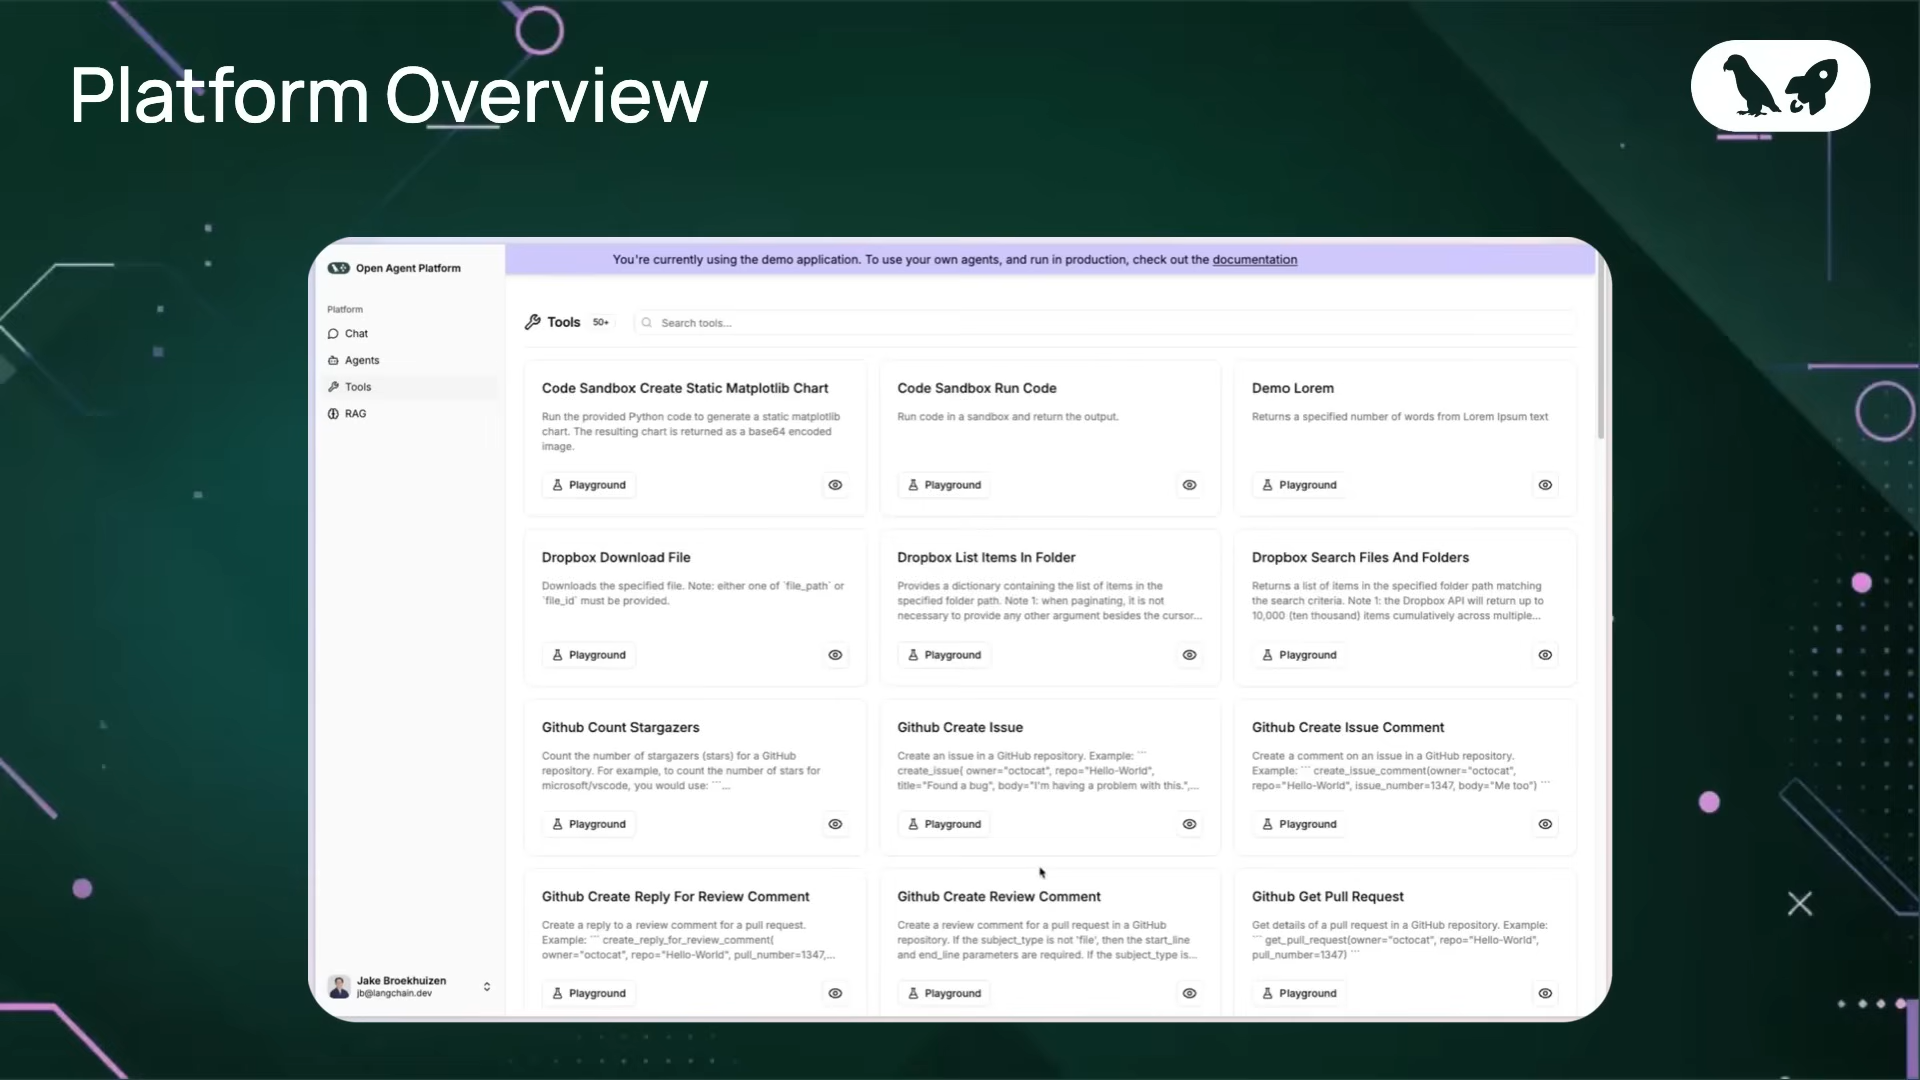 Platform Overview
Open Agent Platform
You're currently using the demo application. To use your own agents, and run in production, check out the documentation
Platform
Chat
Agents
Tools
RAG
Tools 50+ Search tools...
Code Sandbox Create Static Matplotlib Chart
Run the provided Python code to generate a static matplotlib
chart. The resulting chart is returned as a base64 encoded
image.
Playground
Code Sandbox Run Code
Run code in a sandbox and return the output.
Playground
Demo Lorem
Returns a specified number of words from Lorem Ipsum text
Playground
Dropbox Download File
Downloads the specified file. Note: either one of `file_path` or
`file_id` must be provided.
Playground
Dropbox List Items In Folder
Provides a dictionary containing the list of items in the
specified folder path. Note 1: when paginating, it is not
necessary to provide any other argument besides the cursor...
Playground
Dropbox Search Files And Folders
Returns a list of items in the specified folder path matching
the search criteria. Note 1: the Dropbox API will return up to
10,000 (ten thousand) items cumulatively across multiple...
Playground
Github Count Stargazers
Count the number of stargazers (stars) for a GitHub
repository. For example, to count the number of stars for
microsoft/vscode, you would use: ```...
Playground
Github Create Issue
Create an issue in a GitHub repository. Example: ```
create_issue( owner="octocat", repo="Hello-World",
title="Found a bug", body="I'm having a problem with this.",...
Playground
Github Create Issue Comment
Create a comment on an issue in a GitHub repository.
Example: ``` create_issue_comment(owner="octocat",
repo="Hello-World", issue_number=1347, body="Me too") ```
Playground
Github Create Reply For Review Comment
Create a reply to a review comment for a pull request.
Example: ``` create_reply_for_review_comment(
owner="octocat", repo="Hello-World", pull_number=1347,...
Playground
Github Create Review Comment
Create a review comment for a pull request in a GitHub
repository. If the subject_type is not 'file', then the start_line
and end_line parameters are required. If the subject_type is...
Playground
Github Get Pull Request
Get details of a pull request in a GitHub repository. Example:
``` get_pull_request(owner="octocat", repo="Hello-World",
pull_number=1347) ```
Playground
Jake Broekhuizen
jb@langchain.dev